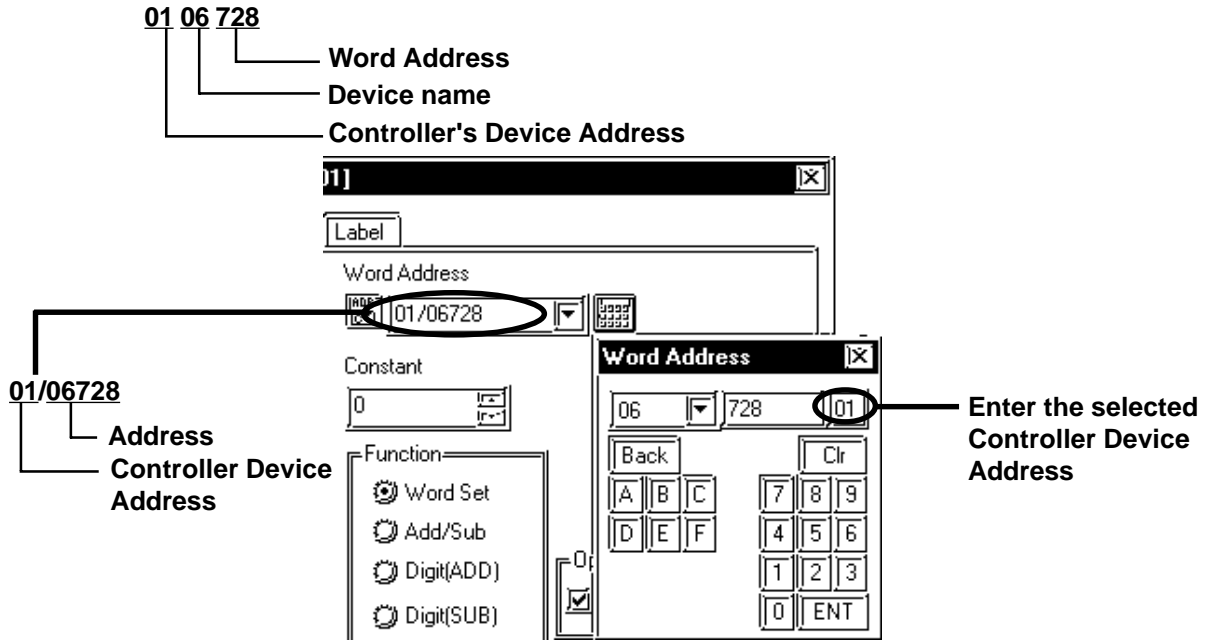 01 06 728
Word Address
Device name
Controller's Device Address
01]
Label
Word Address
01/06728
Constant
0
Function
Word Set
Add/Sub
Digit(ADD)
Digit(SUB)
Word Address
06 728 01
Back Clr
A B C 7 8 9
D E F 4 5 6
1 2 3
0 ENT
01/06728
Address
Controller Device
Address
Enter the selected
Controller Device
Address